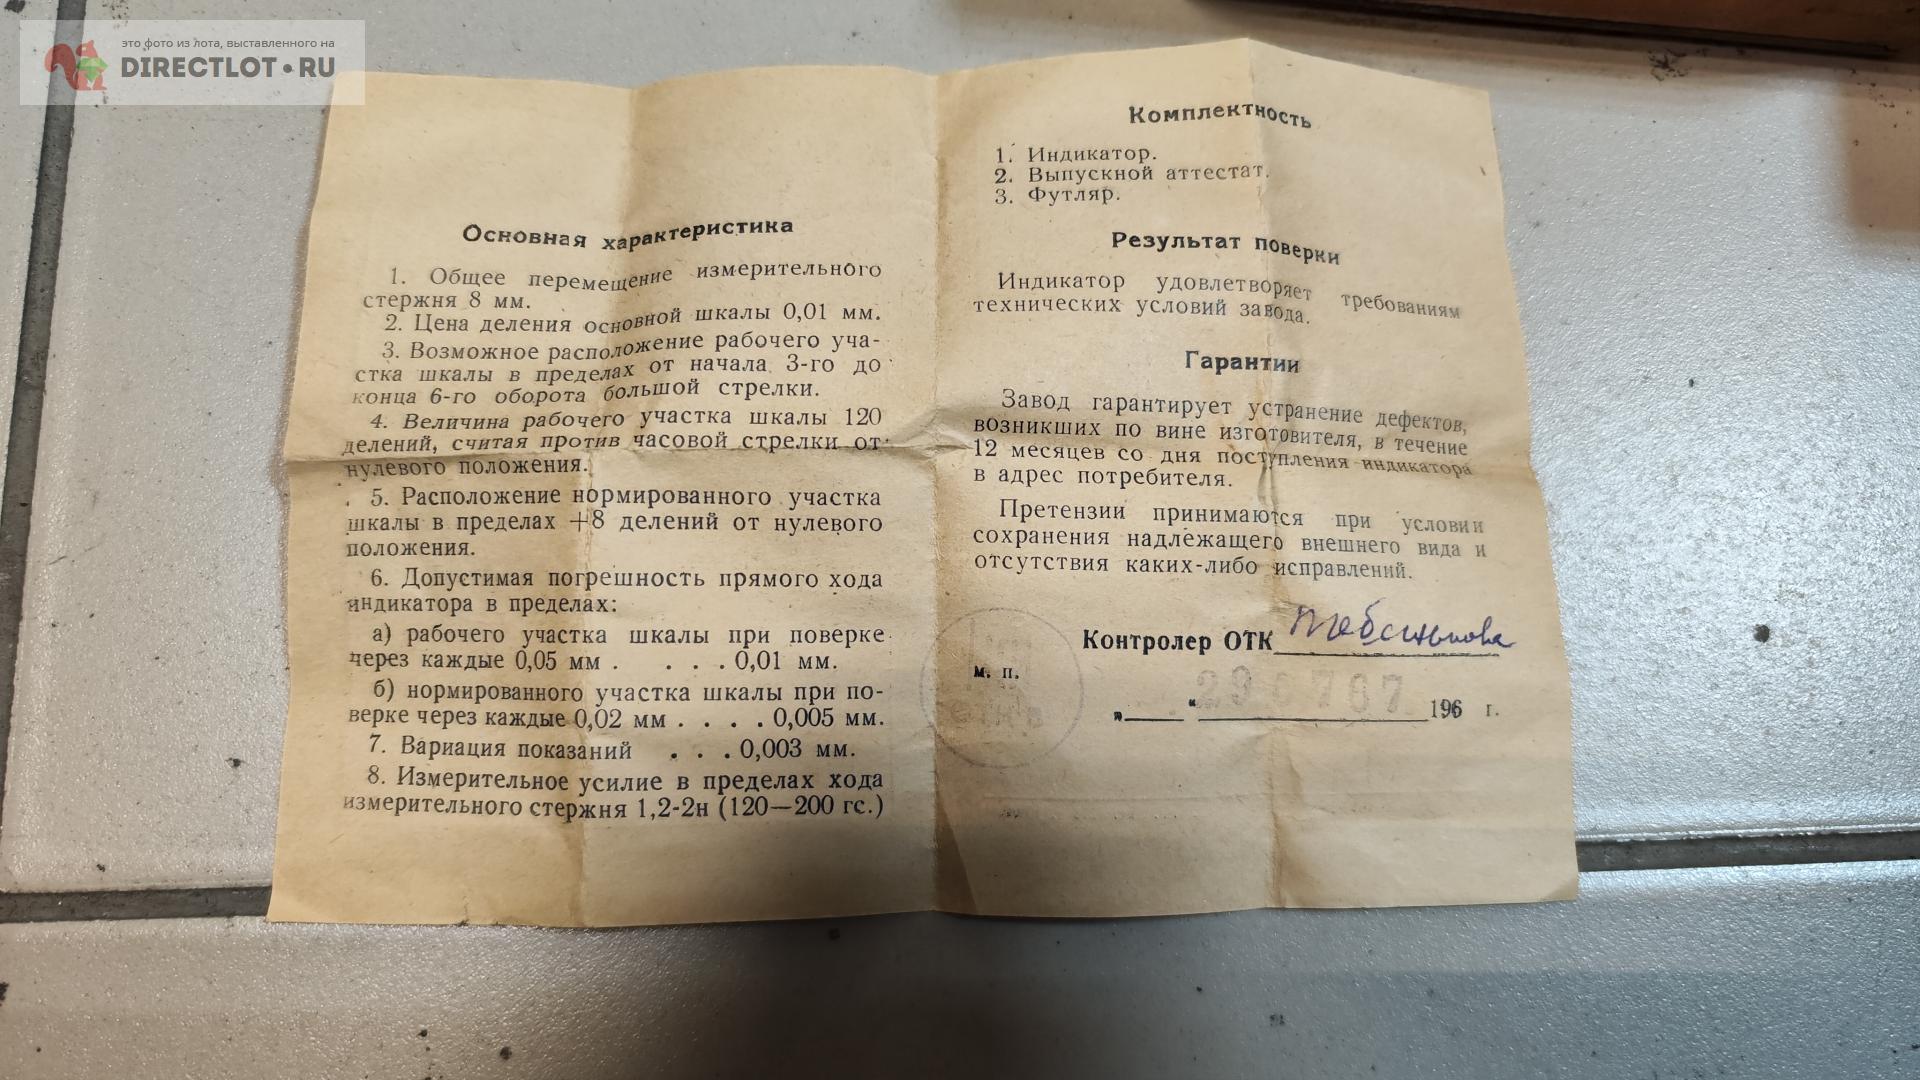 это фото из лота, выставленного на
DIRECTLOT.RU
Основная характеристика
1. Общее перемещение измерительного
стержня 8 мм.
2. Цена деления основной шкалы 0,01 мм.
3. Возможное расположение рабочего уча-
стка шкалы в пределах от начала 3-го до
конца 6-го оборота большой стрелки.
4. Величина рабочего участка шкалы 120
делений, считая против часовой стрелки от
нулевого положения.
5. Расположение нормированного участка
шкалы в пределах +8 делений от нулевого
положения.
6. Допустимая погрешность прямого хода
индикатора в пределах:
а) рабочего участка шкалы при поверке
через каждые 0,05 мм . . . . 0,01 мм.
б) нормированного участка шкалы при по-
верке через каждые 0,02 мм . . . . 0,005 мм.
7. Вариация показаний . . . 0,003 мм.
8. Измерительное усилие в пределах хода
измерительного стержня 1,2-2н (120—200 гс.)
Комплектность
1. Индикатор.
2. Выпускной аттестат.
3. Футляр.
Результат поверки
Индикатор удовлетворяет требованиям
технических условий завода.
Гарантии
Завод гарантирует устранение дефектов,
возникших по вине изготовителя, в течение
12 месяцев со дня поступления индикатора
в адрес потребителя.
Претензии принимаются при условии
сохранения надлежащего внешнего вида и
отсутствия каких-либо исправлений.
Контролер ОТК
м. п.
„ “ 196 г.